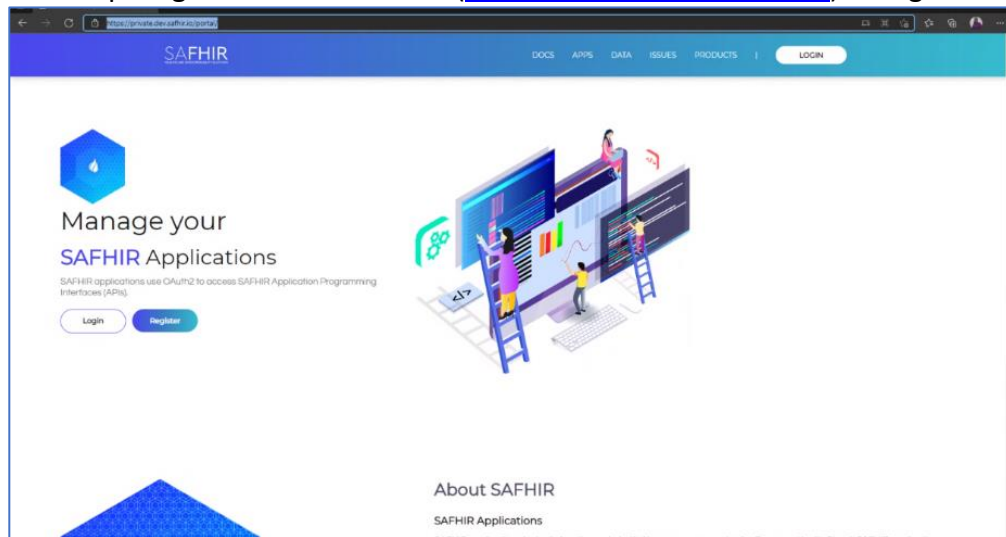 https://private.dev.safhir.io/portal/
SAFHIR
DOCS APPS DATA ISSUES PRODUCTS | LOGIN
Manage your
SAFHIR Applications
SAFHIR applications use OAuth2 to access SAFHIR Application Programming
Interfaces (APIs).
Login Register
About SAFHIR
SAFHIR Applications